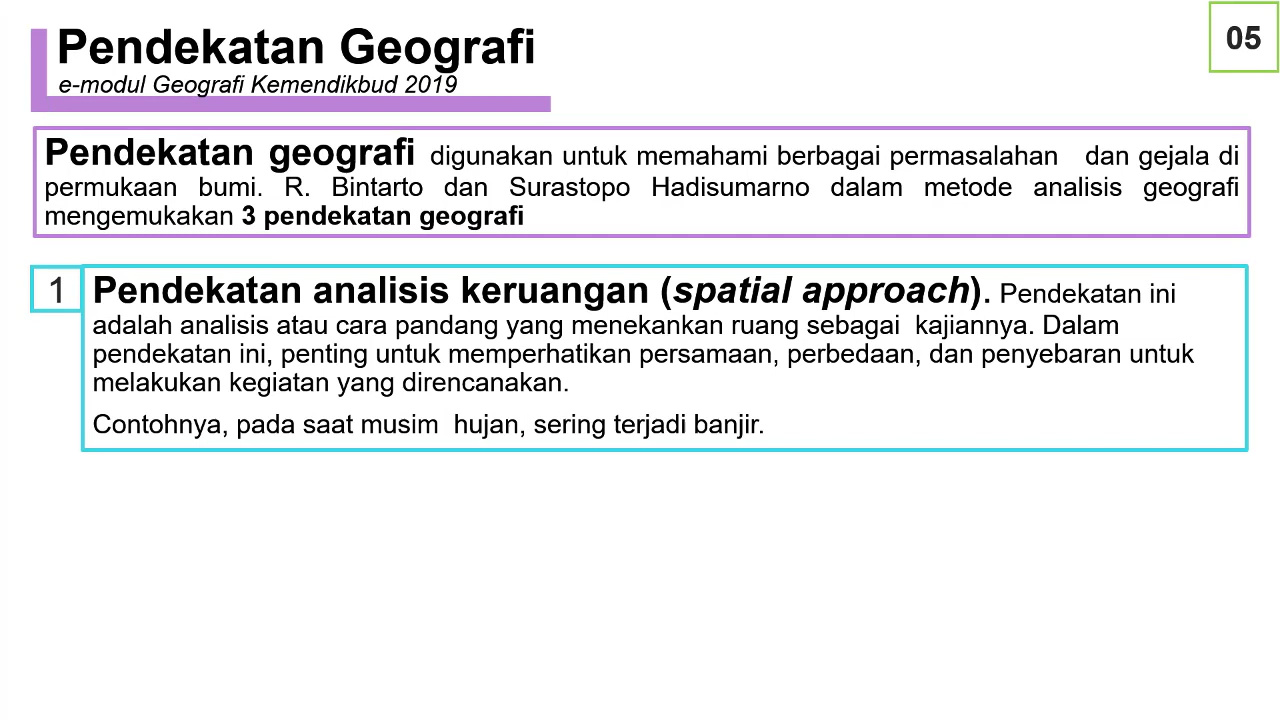 Pendekatan Geografi
e-modul Geografi Kemendikbud 2019
05
Pendekatan geografi digunakan untuk memahami berbagai permasalahan dan gejala di
permukaan bumi. R. Bintarto dan Surastopo Hadisumarno dalam metode analisis geografi
mengemukakan 3 pendekatan geografi
1
Pendekatan analisis keruangan (spatial approach). Pendekatan ini
adalah analisis atau cara pandang yang menekankan ruang sebagai kajiannya. Dalam
pendekatan ini, penting untuk memperhatikan persamaan, perbedaan, dan penyebaran untuk
melakukan kegiatan yang direncanakan.
Contohnya, pada saat musim hujan, sering terjadi banjir.